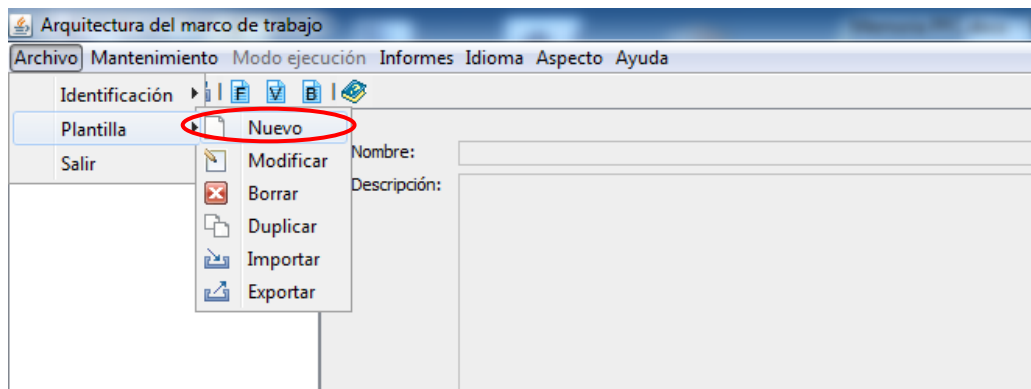 Arquitectura del marco de trabajo
Archivo Mantenimiento Modo ejecución Informes Idioma Aspecto Ayuda
Identificación
F V B
Plantilla
Salir
Nuevo
Modificar
Borrar
Duplicar
Importar
Exportar
Nombre:
Descripción: